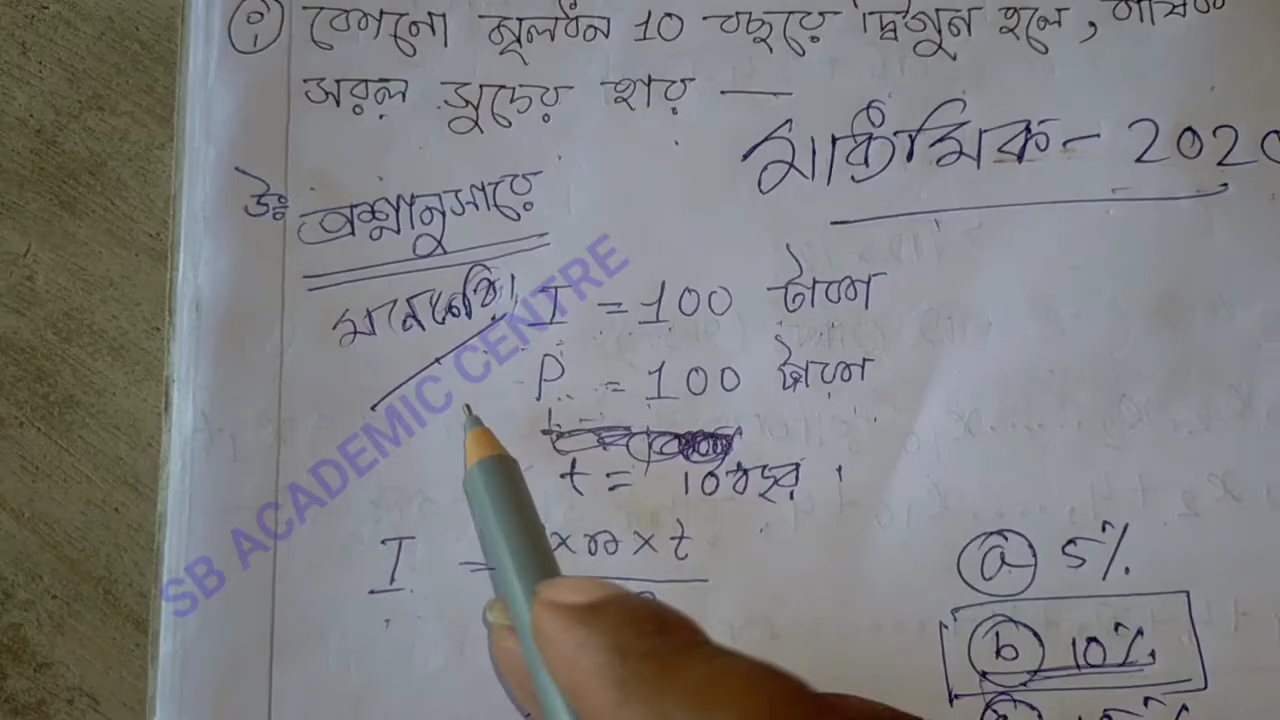 কোনো মূলধন 10 বছরে দ্বিগুন হলে,
সরল সুদের হার —
মাধ্যমিক - 2020
উঃ প্রশ্নানুসারে
মনেকরি। I = 100 টাকা
P = 100 টাকা
t = 10 বছর ।
I = × r × t
(a) 5%
(b) 10%
SB ACADEMIC CENTRE